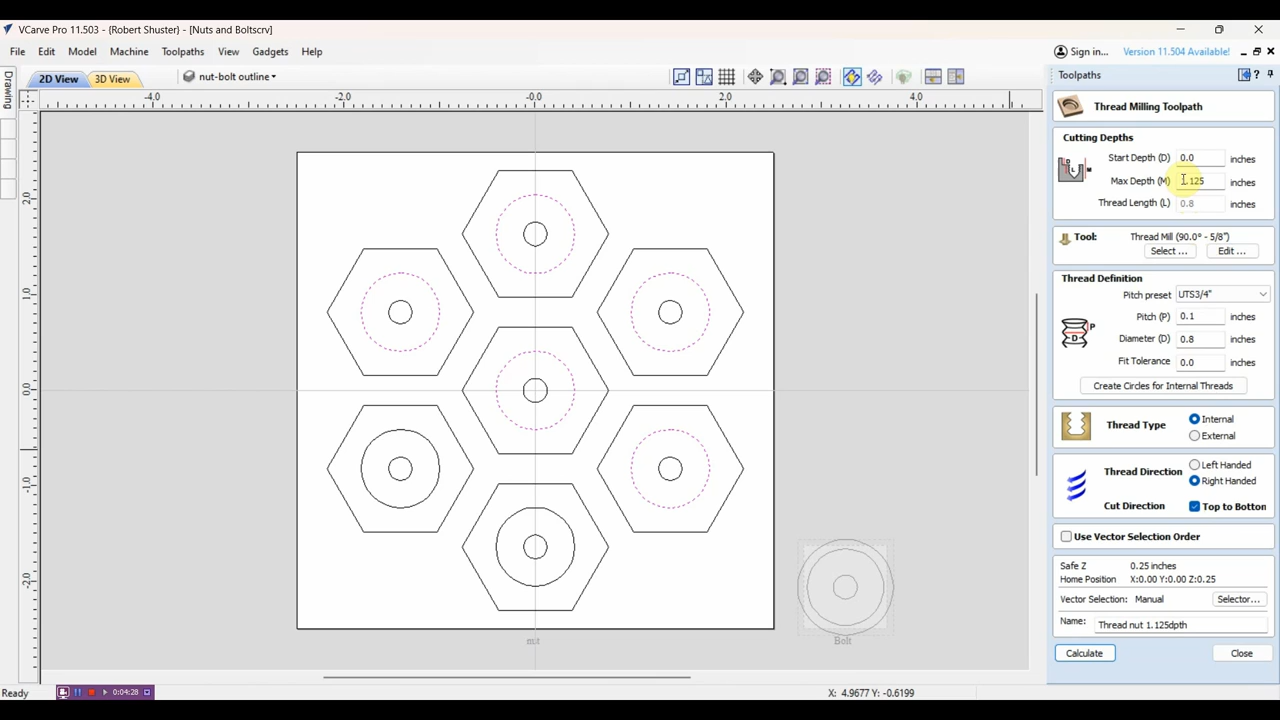 VCarve Pro 11.503 - {Robert Shuster} - [Nuts and Boltscrv]
File Edit Model Machine Toolpaths View Gadgets Help
Sign in... Version 11.504 Available!
2D View 3D View nut-bolt outline
Drawing
-4.0 -2.0 -0.0 2.0 4.0
2.0
1.0
0.0
-1.0
-2.0
nut
Bolt
Toolpaths
Thread Milling Toolpath
Cutting Depths
Start Depth (D) 0.0 inches
Max Depth (M) 1.125 inches
Thread Length (L) 0.8 inches
Tool: Thread Mill (90.0° - 5/8")
Select ... Edit ...
Thread Definition
Pitch preset UTS3/4"
Pitch (P) 0.1 inches
Diameter (D) 0.8 inches
Fit Tolerance 0.0 inches
Create Circles for Internal Threads
Thread Type Internal
External
Thread Direction Left Handed
Right Handed
Cut Direction Top to Botton
Use Vector Selection Order
Safe Z 0.25 inches
Home Position X:0.00 Y:0.00 Z:0.25
Vector Selection: Manual Selector...
Name: Thread nut 1.125dpth
Calculate Close
Ready 0:04:28 X: 4.9677 Y: -0.6199